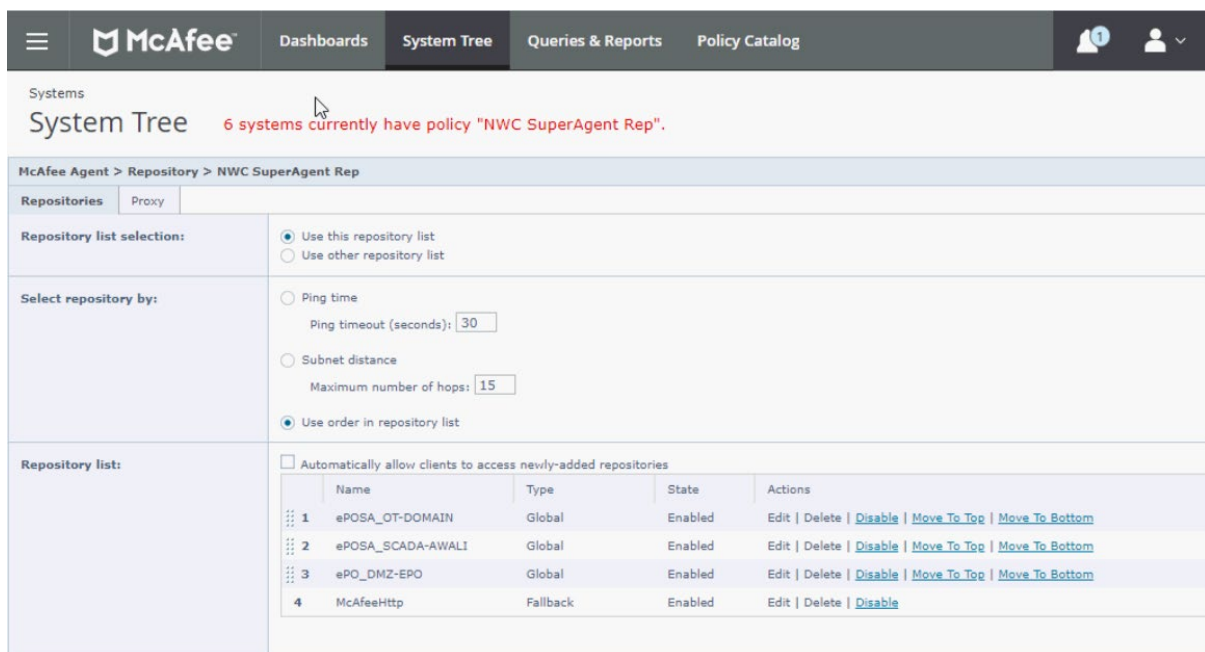 McAfee™ Dashboards System Tree Queries & Reports Policy Catalog 1
Systems
System Tree 6 systems currently have policy "NWC SuperAgent Rep".
McAfee Agent > Repository > NWC SuperAgent Rep
Repositories Proxy
Repository list selection: Use this repository list
Use other repository list
Select repository by: Ping time
Ping timeout (seconds): 30
Subnet distance
Maximum number of hops: 15
Use order in repository list
Repository list: Automatically allow clients to access newly-added repositories
Name Type State Actions
1 ePOSA_OT-DOMAIN Global Enabled Edit | Delete | Disable | Move To Top | Move To Bottom
2 ePOSA_SCADA-AWALI Global Enabled Edit | Delete | Disable | Move To Top | Move To Bottom
3 ePO_DMZ-EPO Global Enabled Edit | Delete | Disable | Move To Top | Move To Bottom
4 McAfeeHttp Fallback Enabled Edit | Delete | Disable